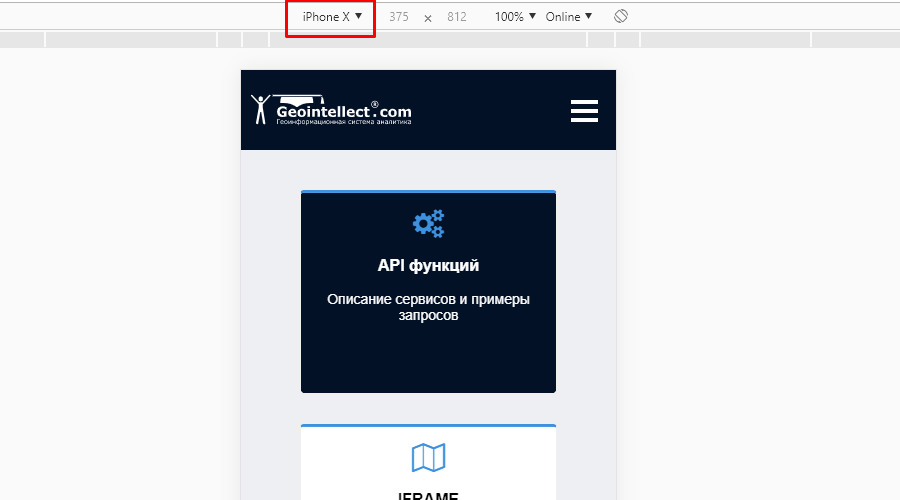 iPhone X ▼ 375 × 812 100% ▼ Online ▼
Geointellect®.com
Геоинформационная система аналитика
API функций
Описание сервисов и примеры
запросов
IFRAME